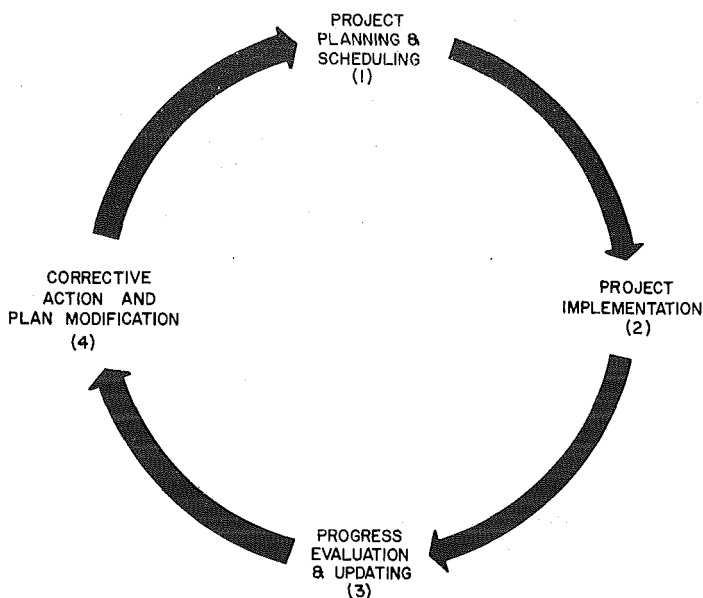 PROJECT
PLANNING &
SCHEDULING
(1)
PROJECT
IMPLEMENTATION
(2)
PROGRESS
EVALUATION
& UPDATING
(3)
CORRECTIVE
ACTION AND
PLAN MODIFICATION
(4)